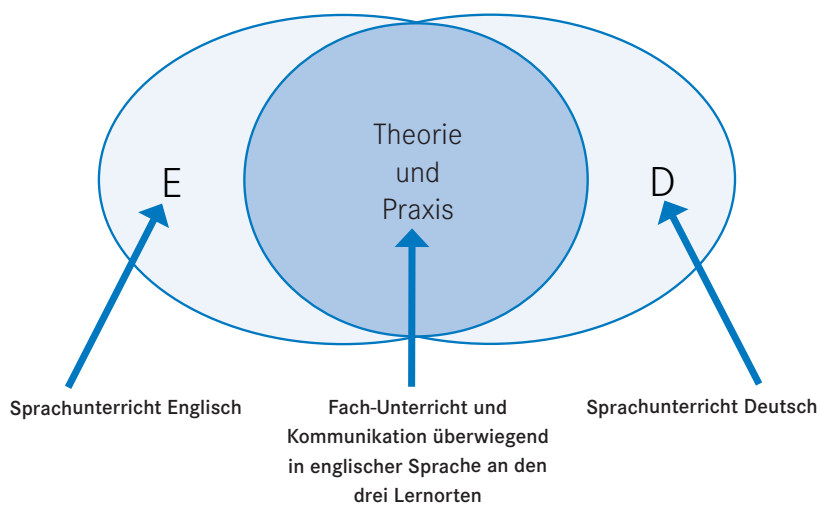 Theorie
und
Praxis
E
D
Sprachunterricht Englisch
Fach-Unterricht und
Kommunikation überwiegend
in englischer Sprache an den
drei Lernorten
Sprachunterricht Deutsch